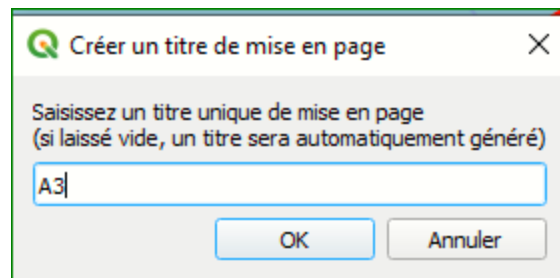 Créer un titre de mise en page
Saisissez un titre unique de mise en page
(si laissé vide, un titre sera automatiquement généré)
A3
OK
Annuler